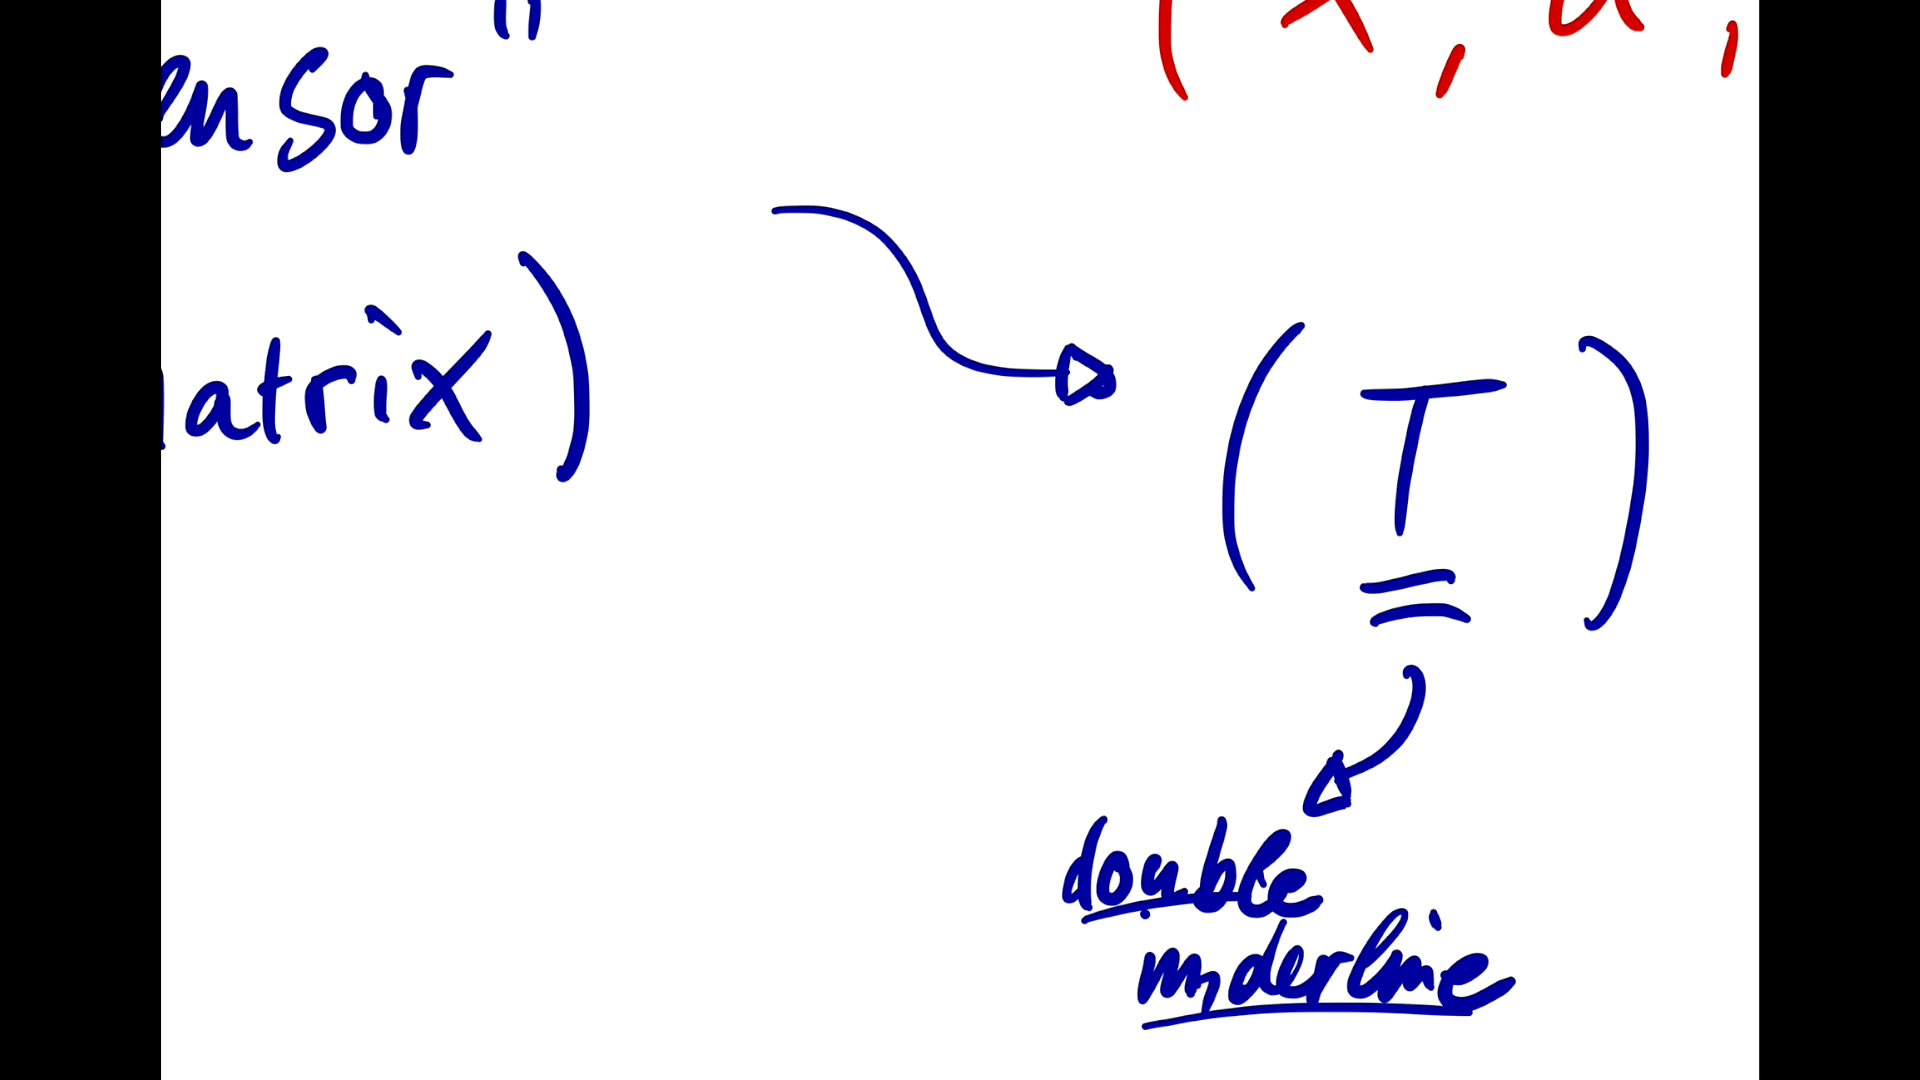 ensor"
(x, u,
atrix)
( T )
double
underline